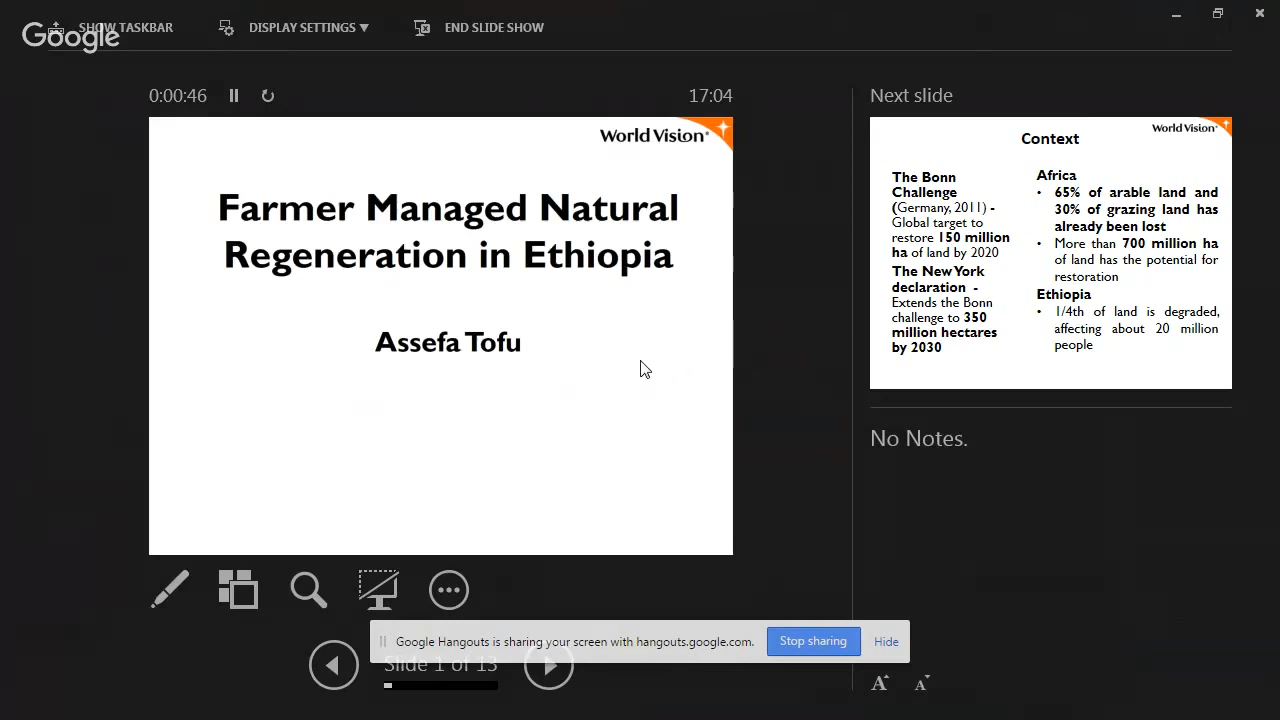 SHOW TASKBAR
DISPLAY SETTINGS
END SLIDE SHOW
Google
0:00:46
17:04
World Vision
Farmer Managed Natural
Regeneration in Ethiopia
Assefa Tofu
Next slide
World Vision
Context
The Bonn
Challenge
(Germany, 2011) -
Global target to
restore 150 million
ha of land by 2020
The New York
declaration -
Extends the Bonn
challenge to 350
million hectares
by 2030
Africa
• 65% of arable land and
30% of grazing land has
already been lost
• More than 700 million ha
of land has the potential for
restoration
Ethiopia
• 1/4th of land is degraded,
affecting about 20 million
people
No Notes.
Google Hangouts is sharing your screen with hangouts.google.com.
Stop sharing
Hide
Slide 1 of 13
A
A